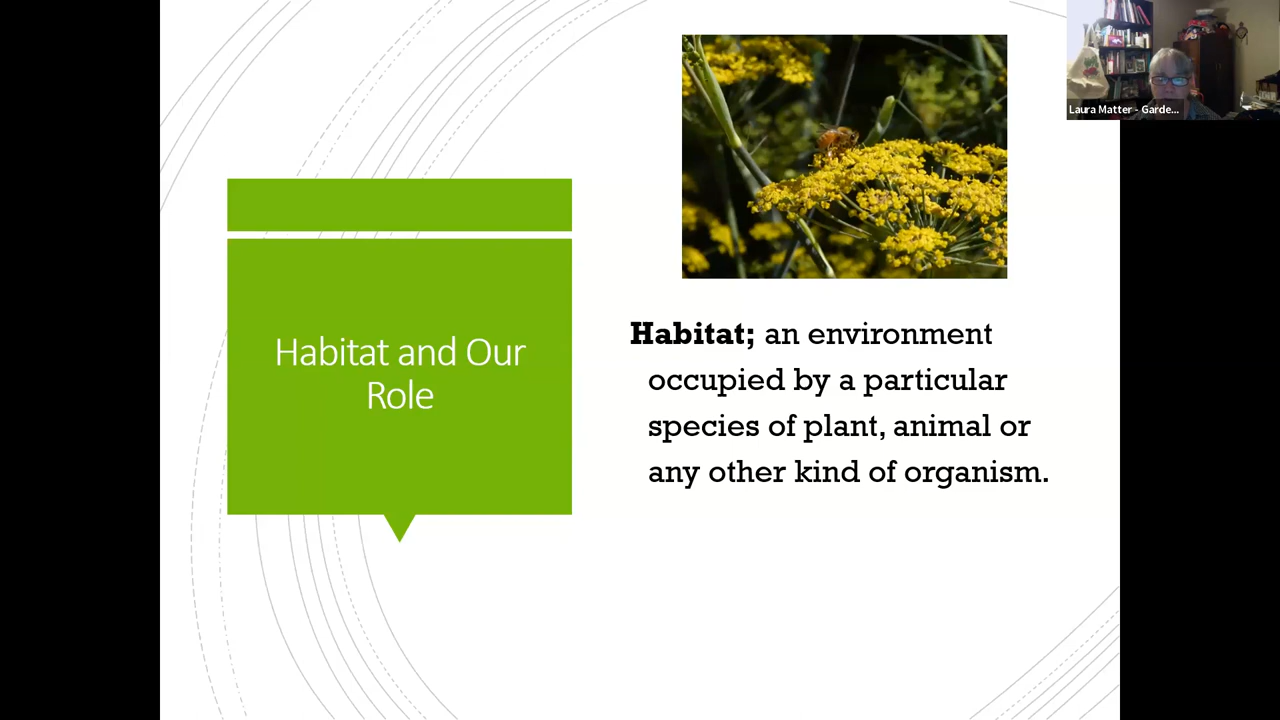 Laura Matter - Garde...
Habitat and Our
Role
Habitat; an environment
occupied by a particular
species of plant, animal or
any other kind of organism.